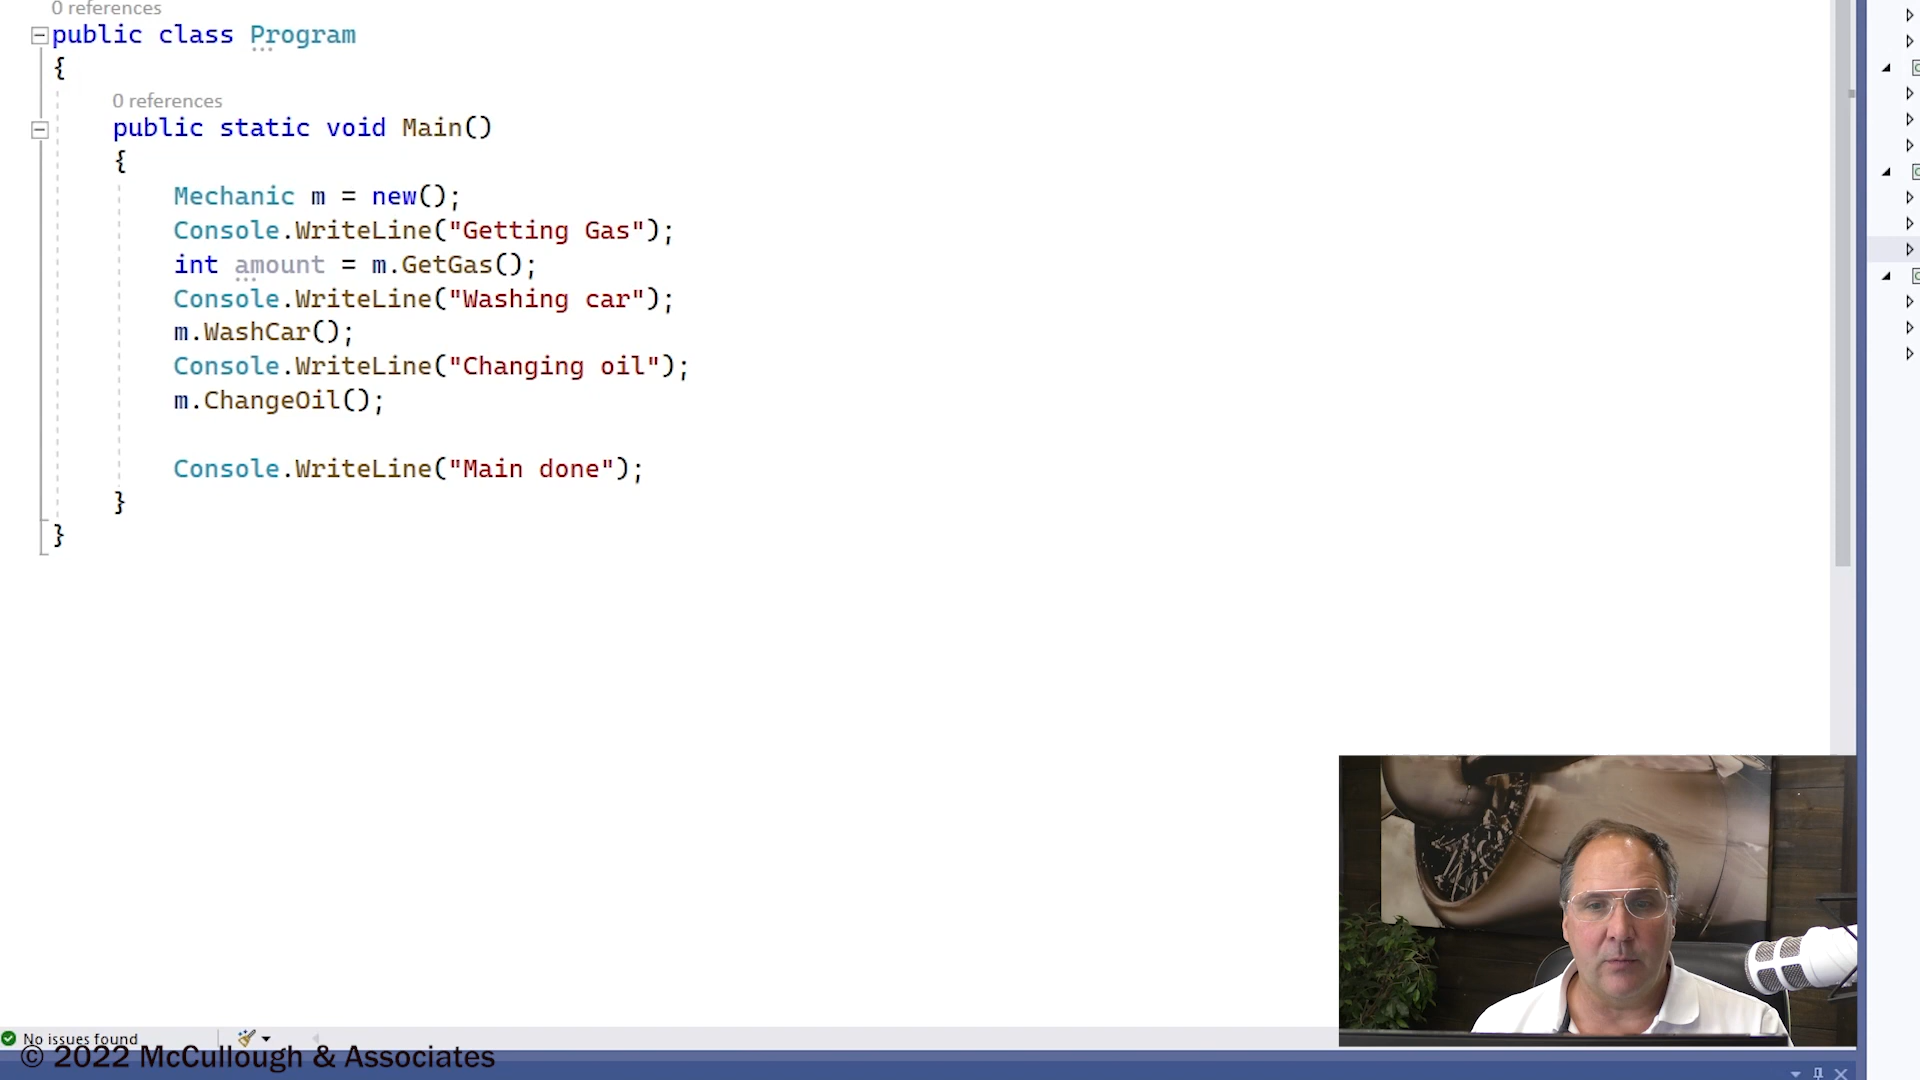 0 references
public class Program
{
0 references
public static void Main()
{
Mechanic m = new();
Console.WriteLine("Getting Gas");
int amount = m.GetGas();
Console.WriteLine("Washing car");
m.WashCar();
Console.WriteLine("Changing oil");
m.ChangeOil();
Console.WriteLine("Main done");
}
}
No issues found
© 2022 McCullough & Associates